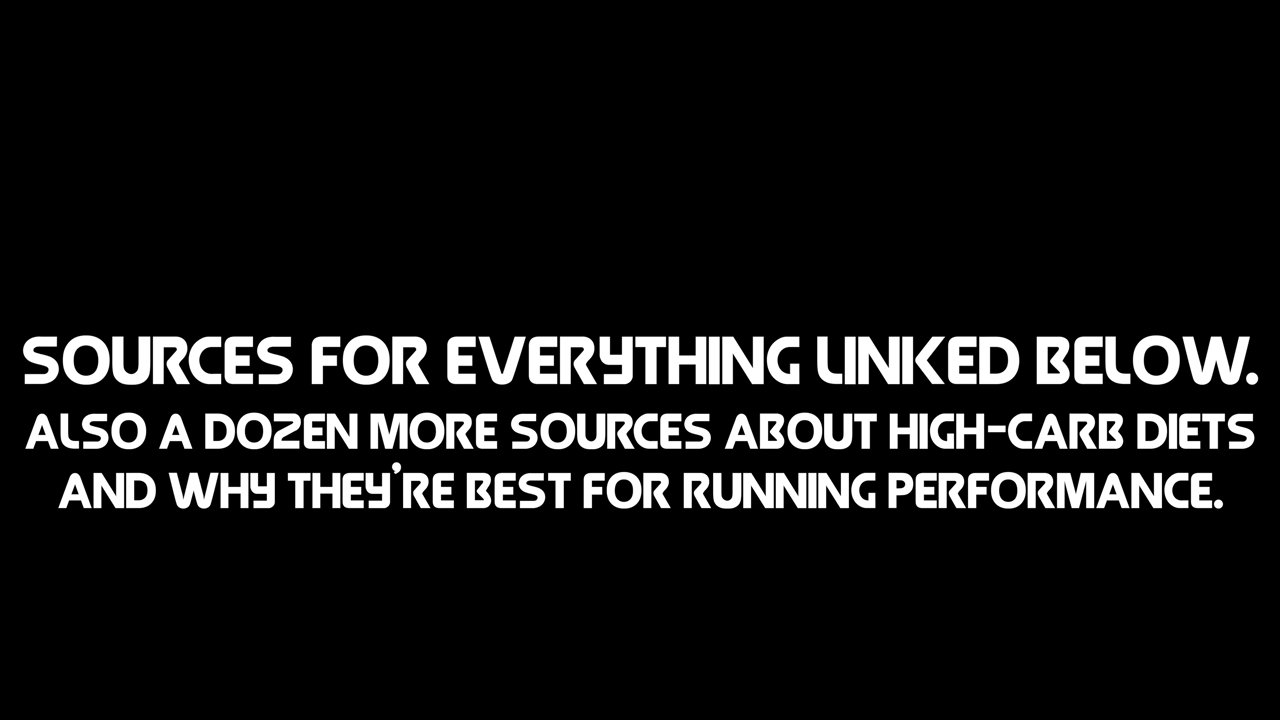 SOURCES FOR EVERYTHING LINKED BELOW.
ALSO A DOZEN MORE SOURCES ABOUT HIGH-CARB DIETS
AND WHY THEY'RE BEST FOR RUNNING PERFORMANCE.